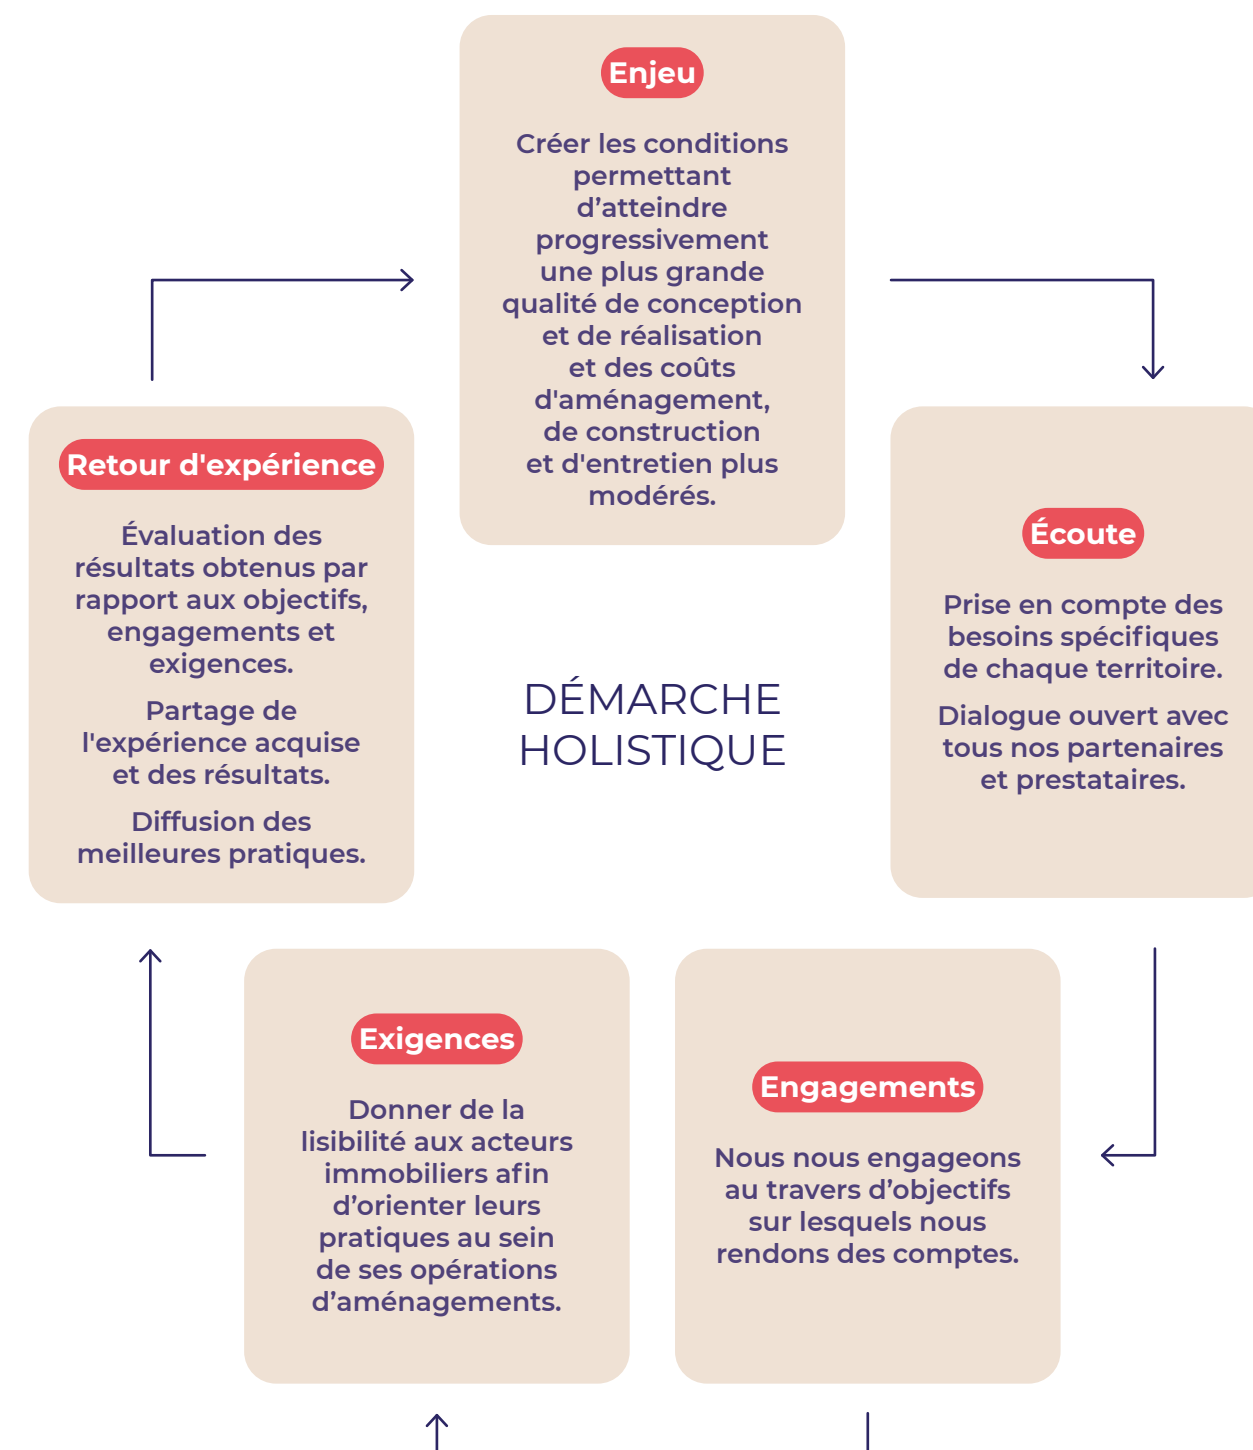 Enjeu
Créer les conditions
permettant
d’atteindre
progressivement
une plus grande
qualité de conception
et de réalisation
et des coûts
d'aménagement,
de construction
et d'entretien plus
modérés.
Écoute
Prise en compte des
besoins spécifiques
de chaque territoire.
Dialogue ouvert avec
tous nos partenaires
et prestataires.
Engagements
Nous nous engageons
au travers d’objectifs
sur lesquels nous
rendons des comptes.
Exigences
Donner de la
lisibilité aux acteurs
immobiliers afin
d’orienter leurs
pratiques au sein
de ses opérations
d’aménagements.
Retour d'expérience
Évaluation des
résultats obtenus par
rapport aux objectifs,
engagements et
exigences.
Partage de
l'expérience acquise
et des résultats.
Diffusion des
meilleures pratiques.
DÉMARCHE
HOLISTIQUE